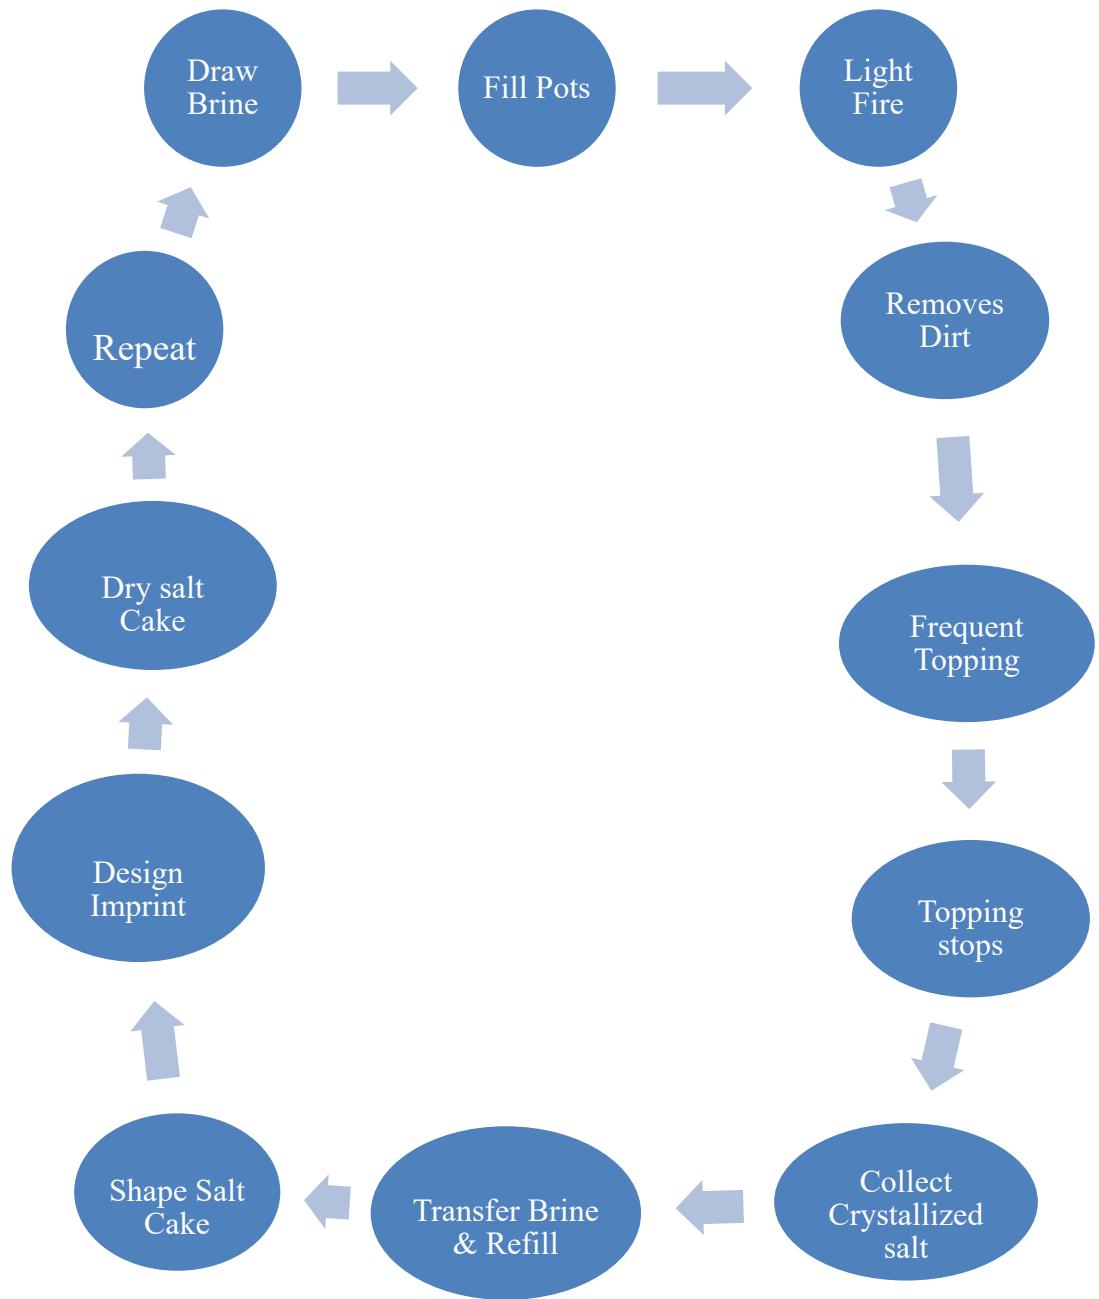 Draw
Brine
Fill Pots
Light
Fire
Removes
Dirt
Frequent
Topping
Topping
stops
Collect
Crystallized
salt
Transfer Brine
& Refill
Shape Salt
Cake
Design
Imprint
Dry salt
Cake
Repeat